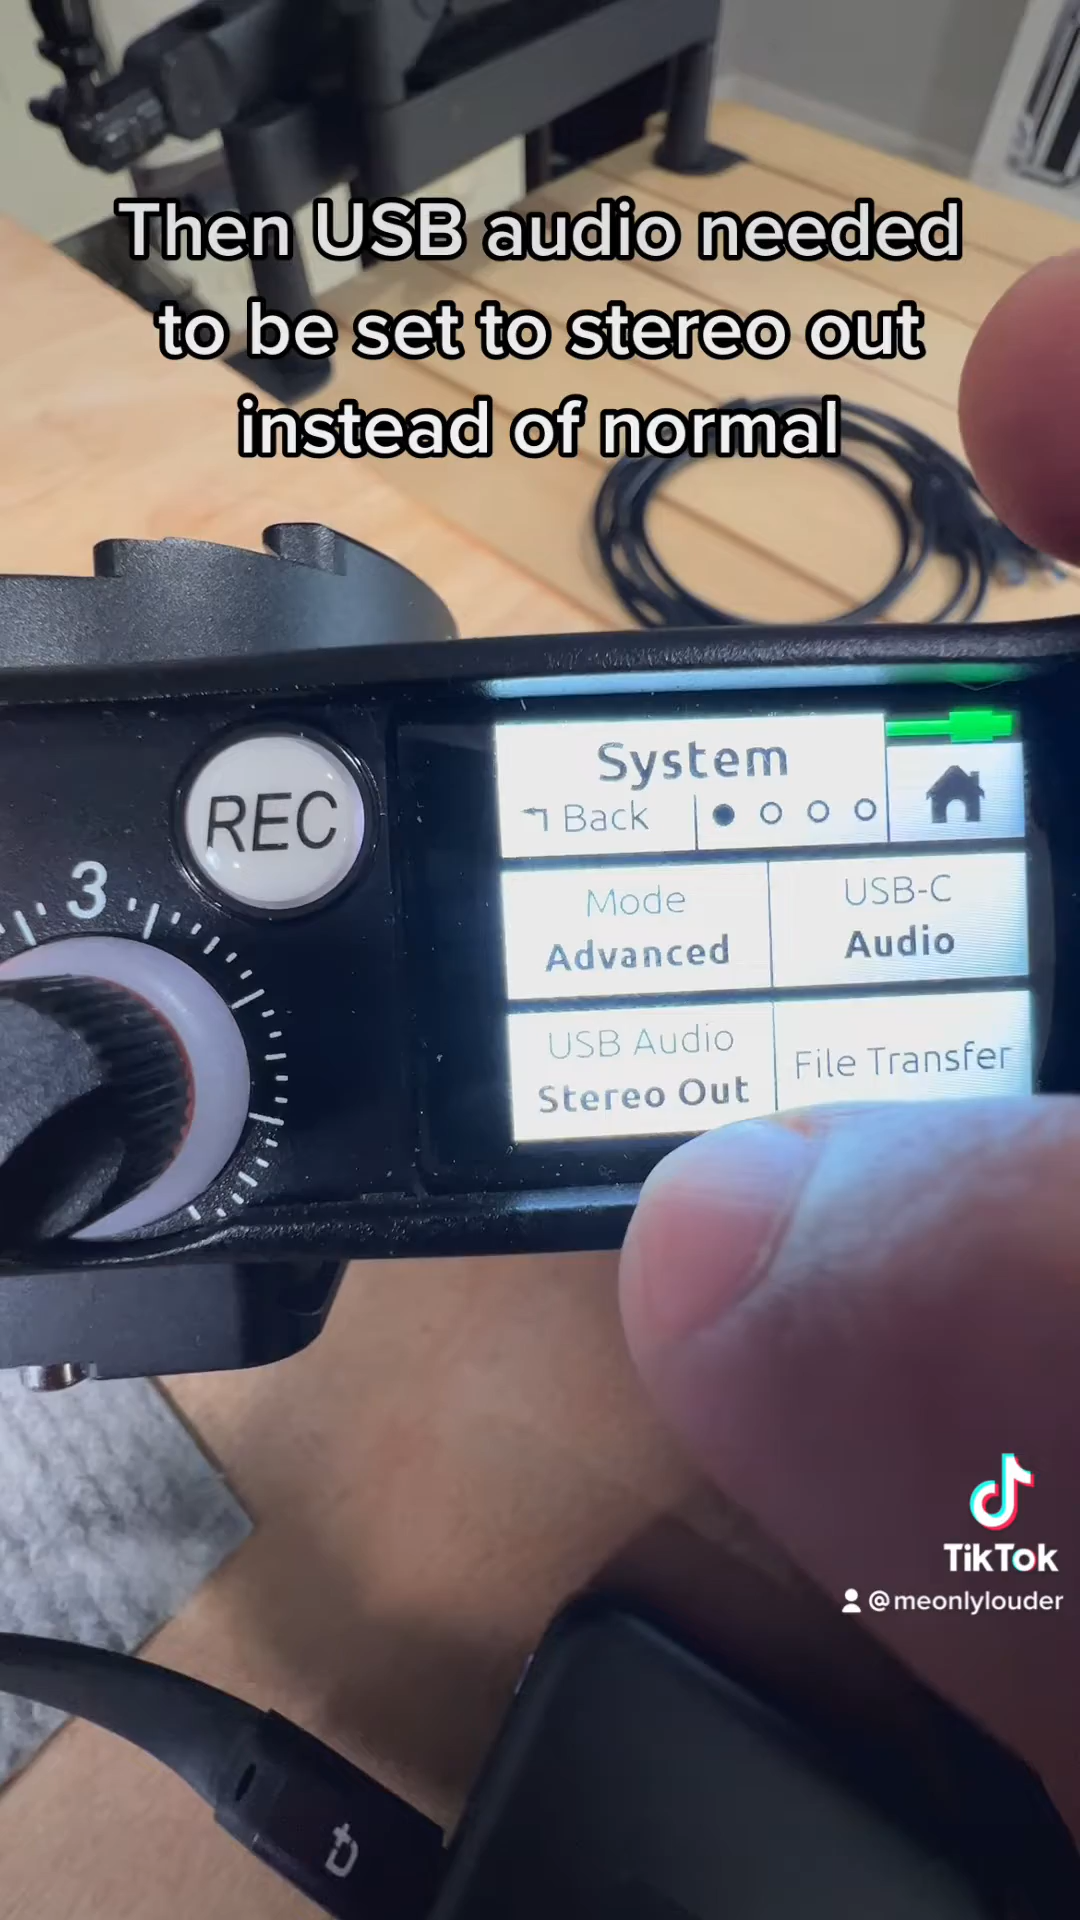 Then USB audio needed
to be set to stereo out
instead of normal
REC
3
System
Back
Mode
Advanced
USB-C
Audio
USB Audio
Stereo Out
File Transfer
TikTok
@meonlylouder